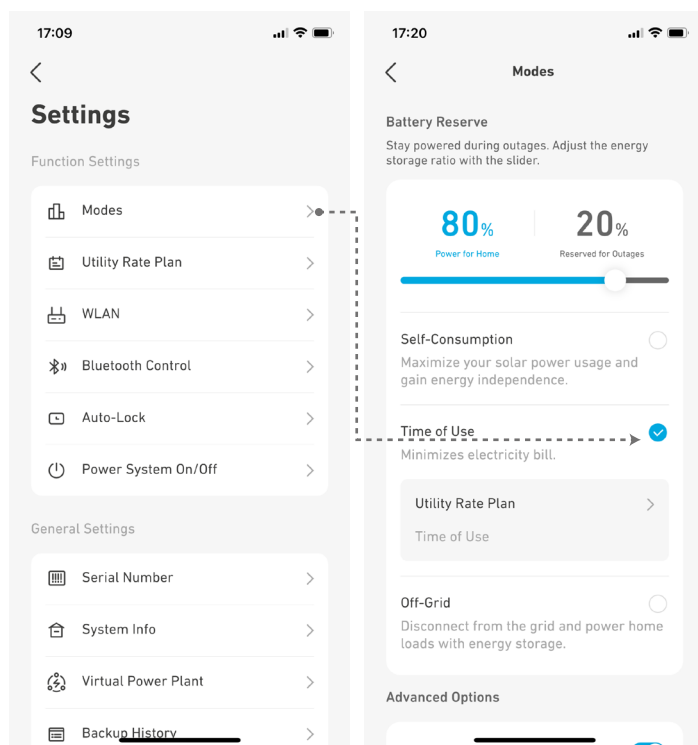 17:09
Settings
Function Settings
Modes
Utility Rate Plan
WLAN
Bluetooth Control
Auto-Lock
Power System On/Off
General Settings
Serial Number
System Info
Virtual Power Plant
Backup History
17:20
Modes
Battery Reserve
Stay powered during outages. Adjust the energy
storage ratio with the slider.
80% 20%
Power for Home Reserved for Outages
Self-Consumption
Maximize your solar power usage and
gain energy independence.
Time of Use
Minimizes electricity bill.
Utility Rate Plan
Time of Use
Off-Grid
Disconnect from the grid and power home
loads with energy storage.
Advanced Options